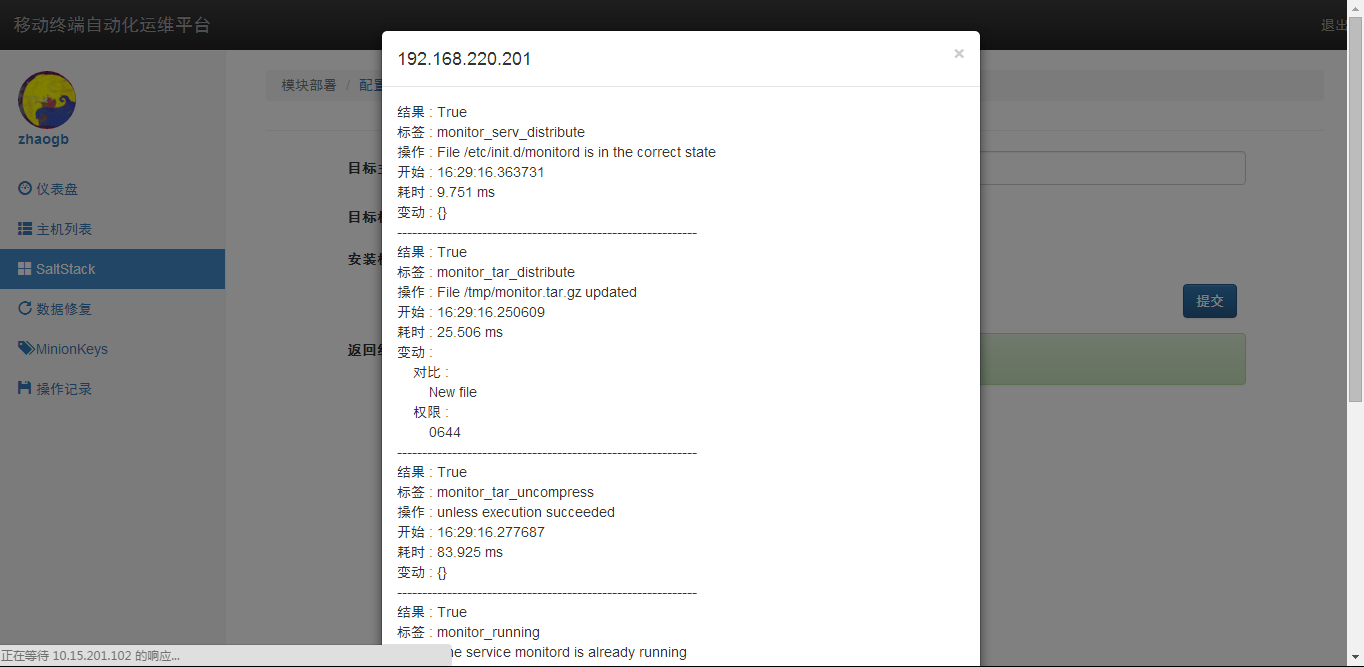 移动终端自动化运维平台
退出
192.168.220.201
×
zhaogb
仪表盘
主机列表
SaltStack
数据修复
MinionKeys
操作记录
模块部署 / 配置
目标
目标
安装
提交
返回
结果 : True
标签 : monitor_serv_distribute
操作 : File /etc/init.d/monitord is in the correct state
开始 : 16:29:16.363731
耗时 : 9.751 ms
变动 : {}
------------------------------------------------------------
结果 : True
标签 : monitor_tar_distribute
操作 : File /tmp/monitor.tar.gz updated
开始 : 16:29:16.250609
耗时 : 25.506 ms
变动 :
对比 :
New file
权限 :
0644
------------------------------------------------------------
结果 : True
标签 : monitor_tar_uncompress
操作 : unless execution succeeded
开始 : 16:29:16.277687
耗时 : 83.925 ms
变动 : {}
------------------------------------------------------------
结果 : True
标签 : monitor_running
he service monitord is already running
正在等待 10.15.201.102 的响应...